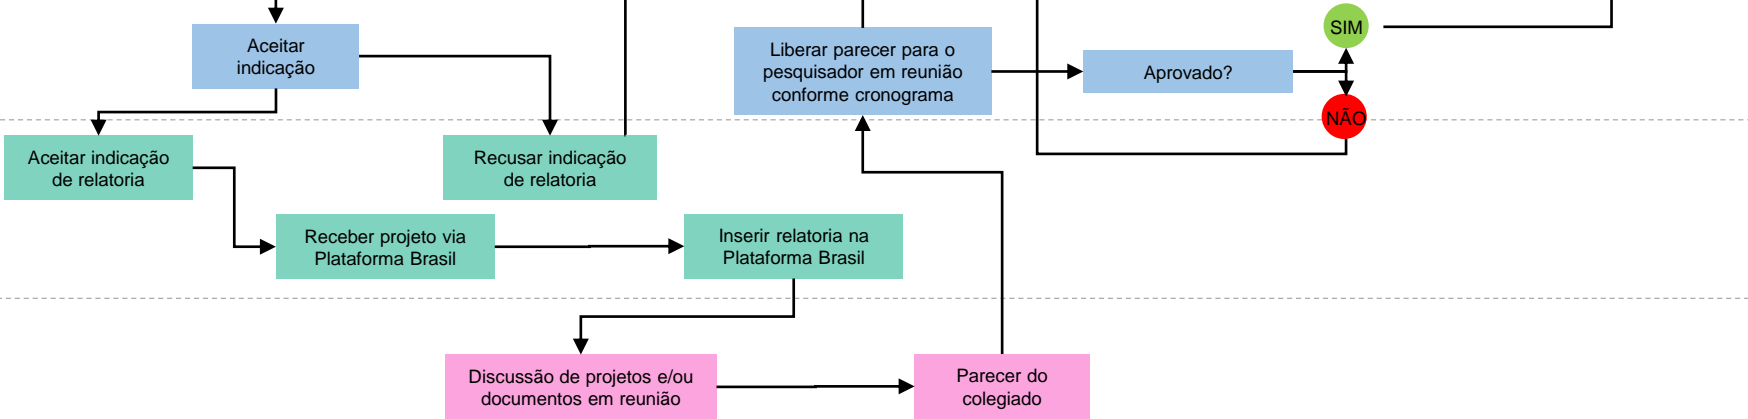 Aceitar
indicação
Liberar parecer para o
pesquisador em reunião
conforme cronograma
Aprovado?
SIM
NÃO
Aceitar indicação
de relatoria
Recusar indicação
de relatoria
Receber projeto via
Plataforma Brasil
Inserir relatoria na
Plataforma Brasil
Discussão de projetos e/ou
documentos em reunião
Parecer do
colegiado